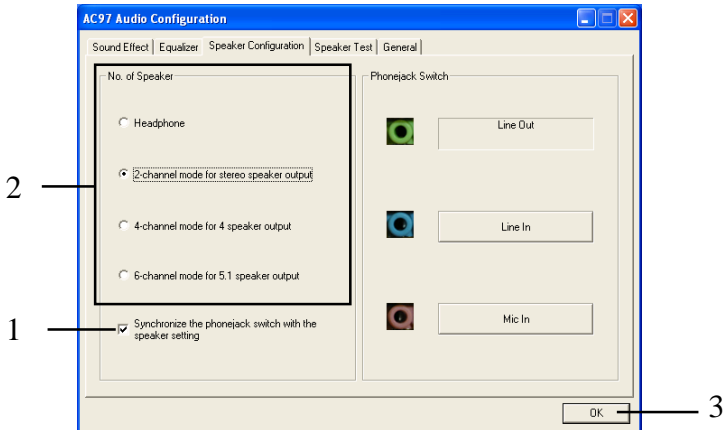 AC97 Audio Configuration
Sound Effect Equalizer Speaker Configuration Speaker Test General
No. of Speaker
Headphone
2-channel mode for stereo speaker output
4-channel mode for 4 speaker output
6-channel mode for 5.1 speaker output
Synchronize the phonejack switch with the
speaker setting
Phonejack Switch
Line Out
Line In
Mic In
OK
2
1
3